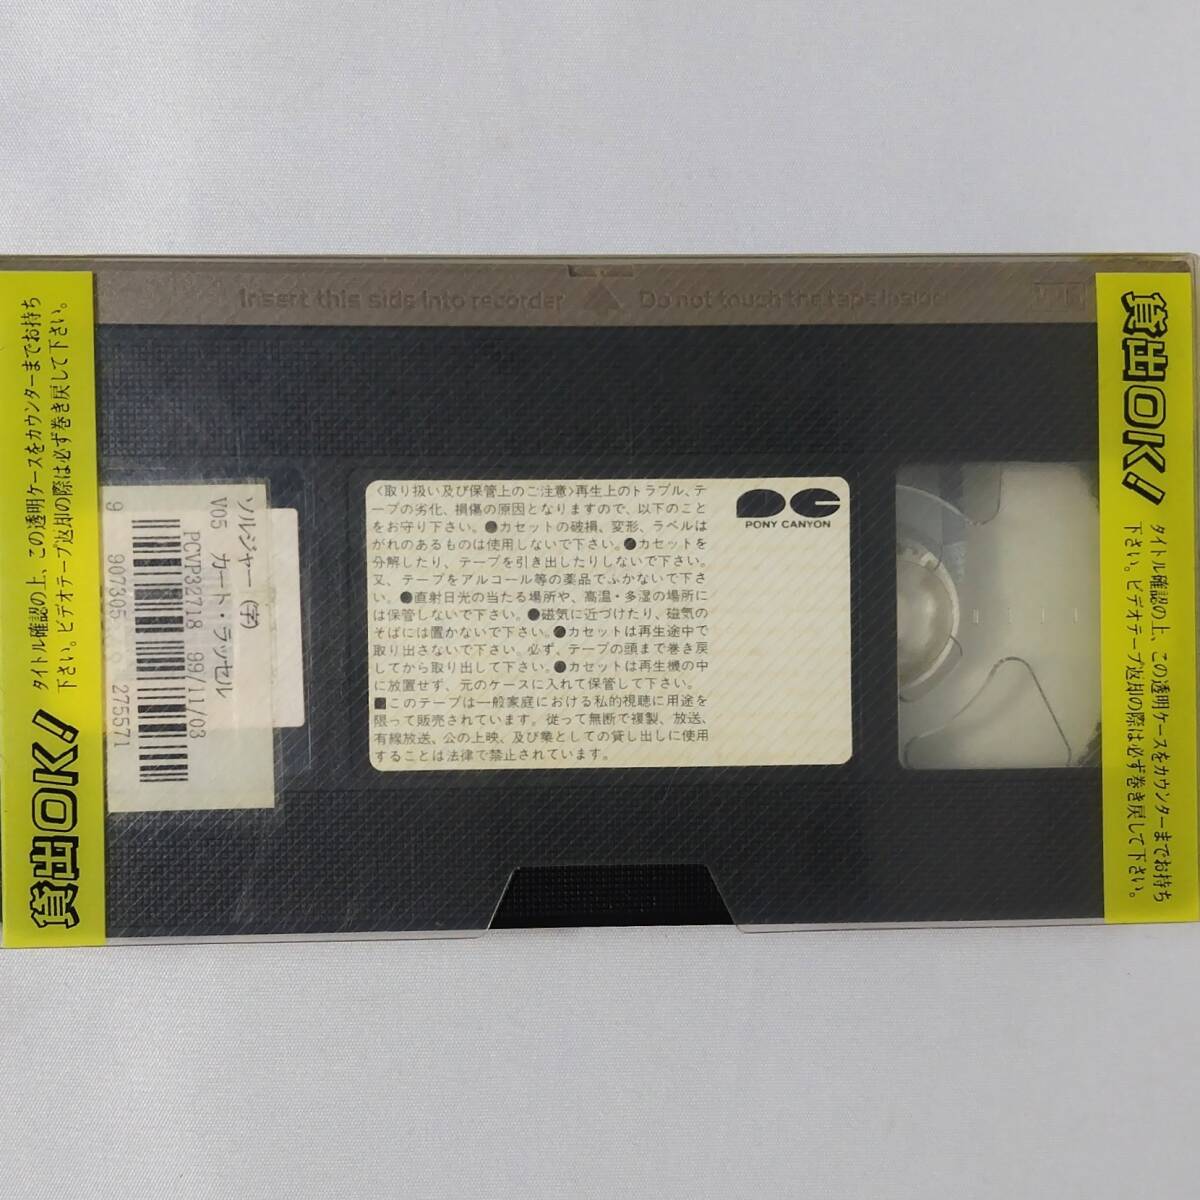 貸出OK!
タイトル確認の上、この透明ケースをカウンターまでお持ち
下さい。ビデオテープ返却の際は必ず巻き戻して下さい。
Insert this side into recorder
Do not touch the tape inside
ソルジャー (字)
V05 カート・ラッセル
PCVP32718 99/11/03
275571
〈取り扱い及び保管上のご注意〉再生上のトラブル、テ
ープの劣化、損傷の原因となりますので、以下のことを
をお守り下さい。●カセットの破損、変形、ラベルは
がれのあるものは使用しないで下さい。●カセットを
分解したり、テープを引き出したりしないで下さい。
又、テープをアルコール等の薬品でふかないで下さ
い。●直射日光の当たる場所や、高温・多湿の場所に
は保管しないで下さい。●磁気に近づけたり、磁気の
そばには置かないで下さい。●カセットは再生途中で
取り出さないで下さい。必ず、テープの頭まで巻き戻し
てから取り出して下さい。●カセットは再生機の中
に放置せず、元のケースに入れて保管して下さい。
■このテープは一般家庭における私的視聴に用途を
限って販売されています。従って無断で複製、放送、
有線放送、公の上映、及び業としての貸し出しに使用
することは法律で禁止されています。
PONY CANYON
貸出OK!
タイトル確認の上、この透明ケースをカウンターまでお持ち
下さい。ビデオテープ返却の際は必ず巻き戻して下さい。